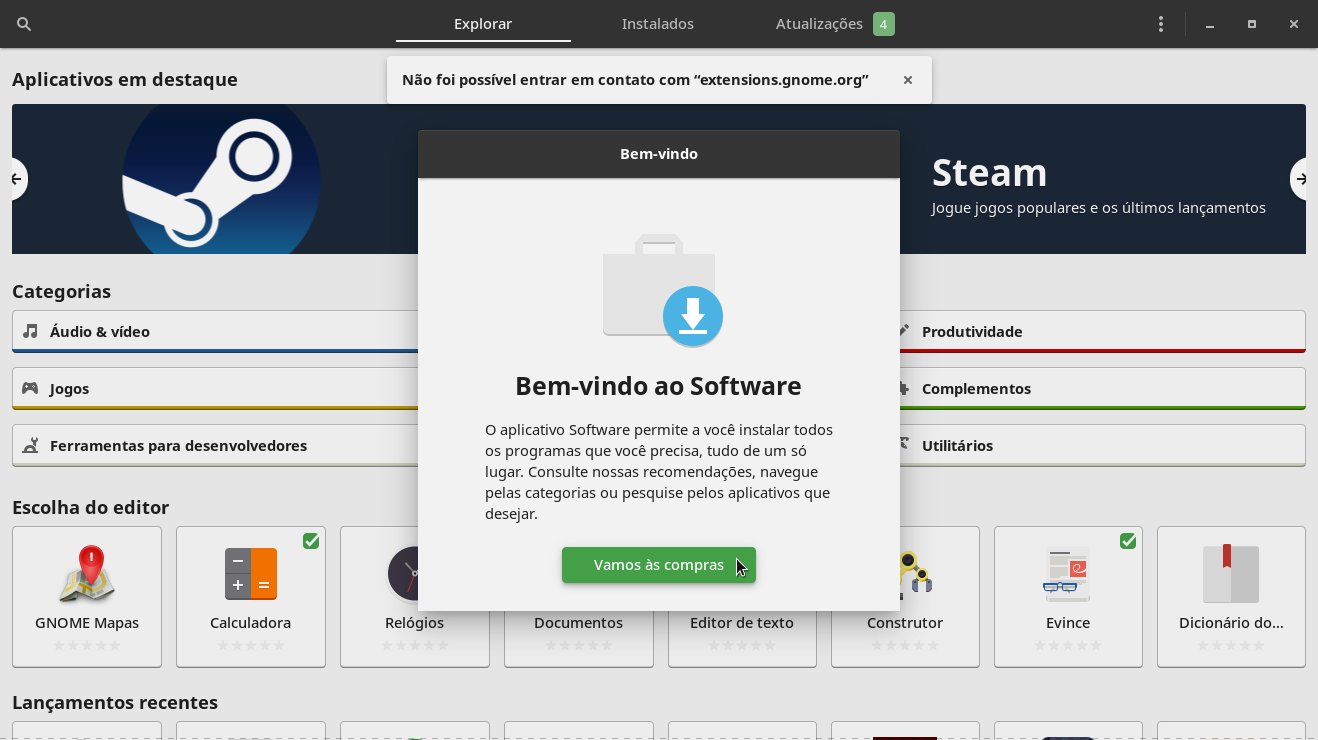 Explorar
Instalados
Atualizações 4
Aplicativos em destaque
Não foi possível entrar em contato com “extensions.gnome.org”
Bem-vindo
Steam
Jogue jogos populares e os últimos lançamentos
Categorias
Áudio & vídeo
Produtividade
Jogos
Complementos
Ferramentas para desenvolvedores
Utilitários
Bem-vindo ao Software
O aplicativo Software permite a você instalar todos
os programas que você precisa, tudo de um só
lugar. Consulte nossas recomendações, navegue
pelas categorias ou pesquise pelos aplicativos que
desejar.
Vamos às compras
Escolha do editor
GNOME Mapas
Calculadora
Relógios
Documentos
Editor de texto
Construtor
Evince
Dicionário do...
Lançamentos recentes